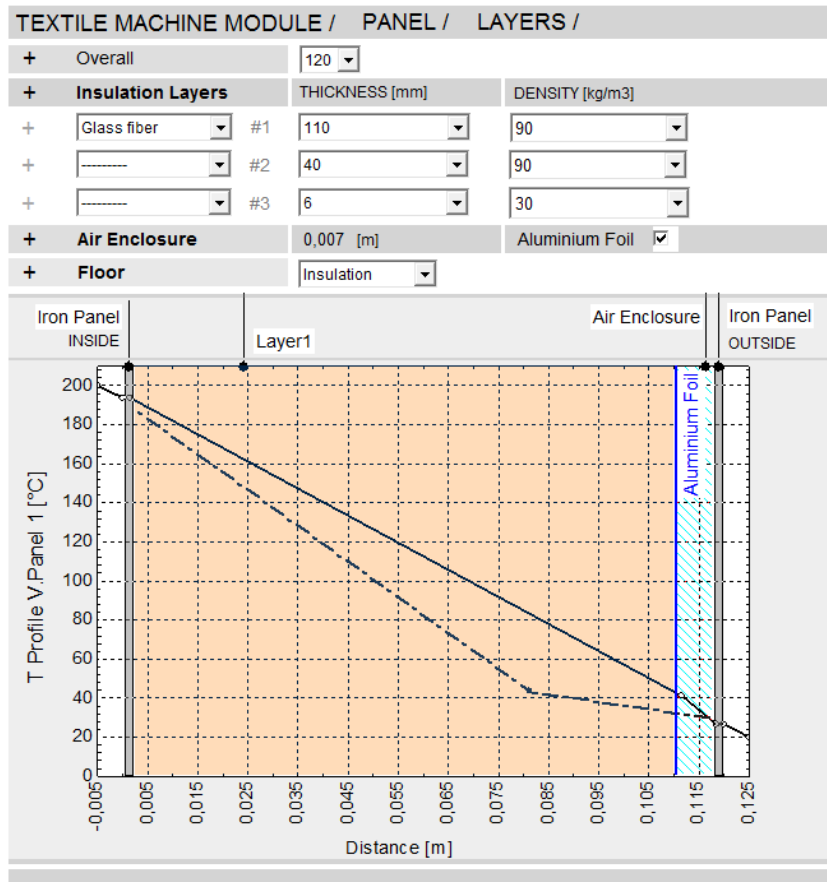 TEXTILE MACHINE MODULE / PANEL / LAYERS /
+ Overall 120
+ Insulation Layers THICKNESS [mm] DENSITY [kg/m3]
+ Glass fiber #1 110 90
+ --------- #2 40 90
+ --------- #3 6 30
+ Air Enclosure 0,007 [m] Aluminium Foil
+ Floor Insulation
Iron Panel Air Enclosure Iron Panel
INSIDE Layer1 OUTSIDE
T Profile V.Panel 1 [°C]
200
180
160
140
120
100
80
60
40
20
0
Aluminium Foil
-0,005 0,005 0,015 0,025 0,035 0,045 0,055 0,065 0,075 0,085 0,095 0,105 0,115 0,125
Distance [m]